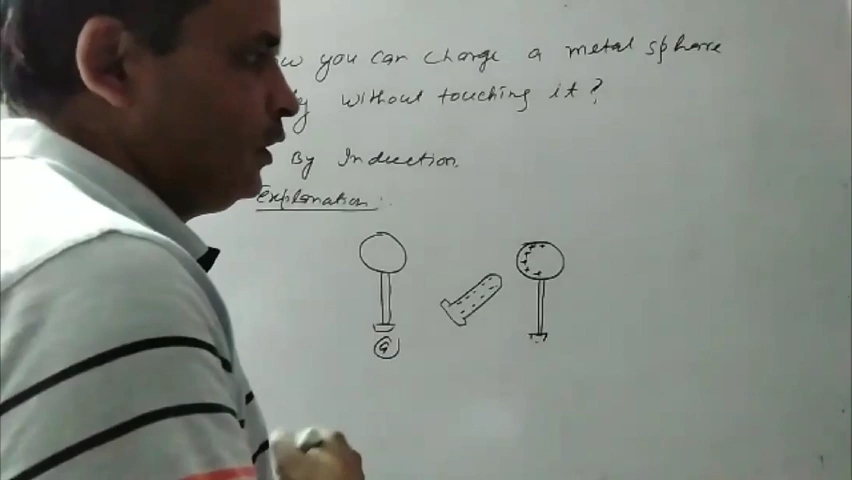 you can charge a metal sphere
without touching it?
By Induction.
Explanation:
a